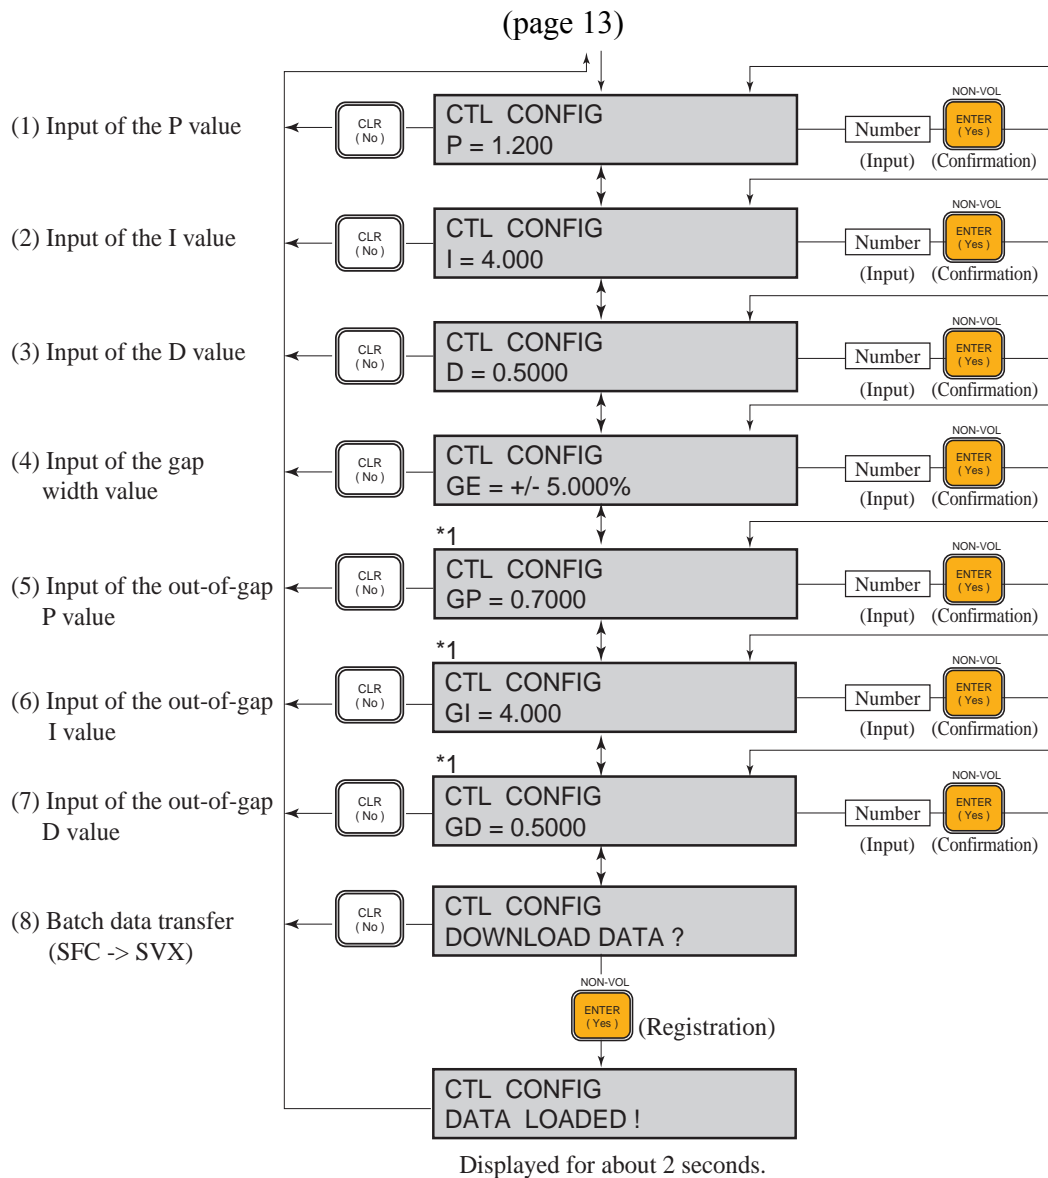 (page 13)
(1) Input of the P value
CLR
( No )
CTL CONFIG
P = 1.200
Number
(Input)
NON-VOL
ENTER
( Yes )
(Confirmation)
(2) Input of the I value
CLR
( No )
CTL CONFIG
I = 4.000
Number
(Input)
NON-VOL
ENTER
( Yes )
(Confirmation)
(3) Input of the D value
CLR
( No )
CTL CONFIG
D = 0.5000
Number
(Input)
NON-VOL
ENTER
( Yes )
(Confirmation)
(4) Input of the gap
width value
CLR
( No )
CTL CONFIG
GE = +/- 5.000%
Number
(Input)
NON-VOL
ENTER
( Yes )
(Confirmation)
(5) Input of the out-of-gap
P value
CLR
( No )
*1
CTL CONFIG
GP = 0.7000
Number
(Input)
NON-VOL
ENTER
( Yes )
(Confirmation)
(6) Input of the out-of-gap
I value
CLR
( No )
*1
CTL CONFIG
GI = 4.000
Number
(Input)
NON-VOL
ENTER
( Yes )
(Confirmation)
(7) Input of the out-of-gap
D value
CLR
( No )
*1
CTL CONFIG
GD = 0.5000
Number
(Input)
NON-VOL
ENTER
( Yes )
(Confirmation)
(8) Batch data transfer
(SFC -> SVX)
CLR
( No )
CTL CONFIG
DOWNLOAD DATA ?
NON-VOL
ENTER
( Yes )
(Registration)
CTL CONFIG
DATA LOADED !
Displayed for about 2 seconds.